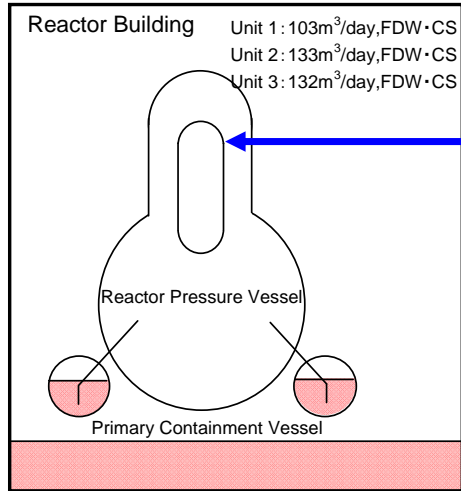 Reactor Building
Unit 1：103m³/day,FDW・CS
Unit 2：133m³/day,FDW・CS
Unit 3：132m³/day,FDW・CS
Reactor Pressure Vessel
Primary Containment Vessel